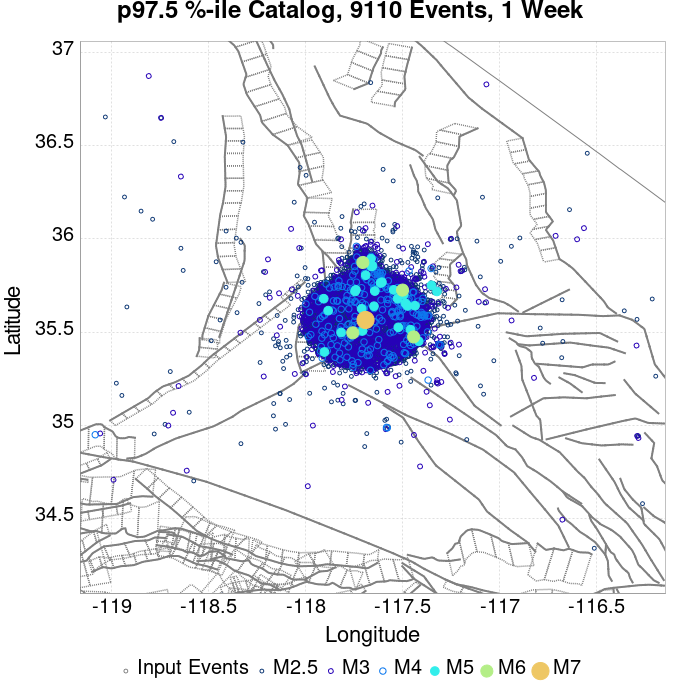 p97.5 %-ile Catalog, 9110 Events, 1 Week
37
36.5
36
35.5
35
34.5
Latitude
-119 -118.5 -118 -117.5 -117 -116.5
Longitude
Input Events M2.5 M3 M4 M5 M6 M7